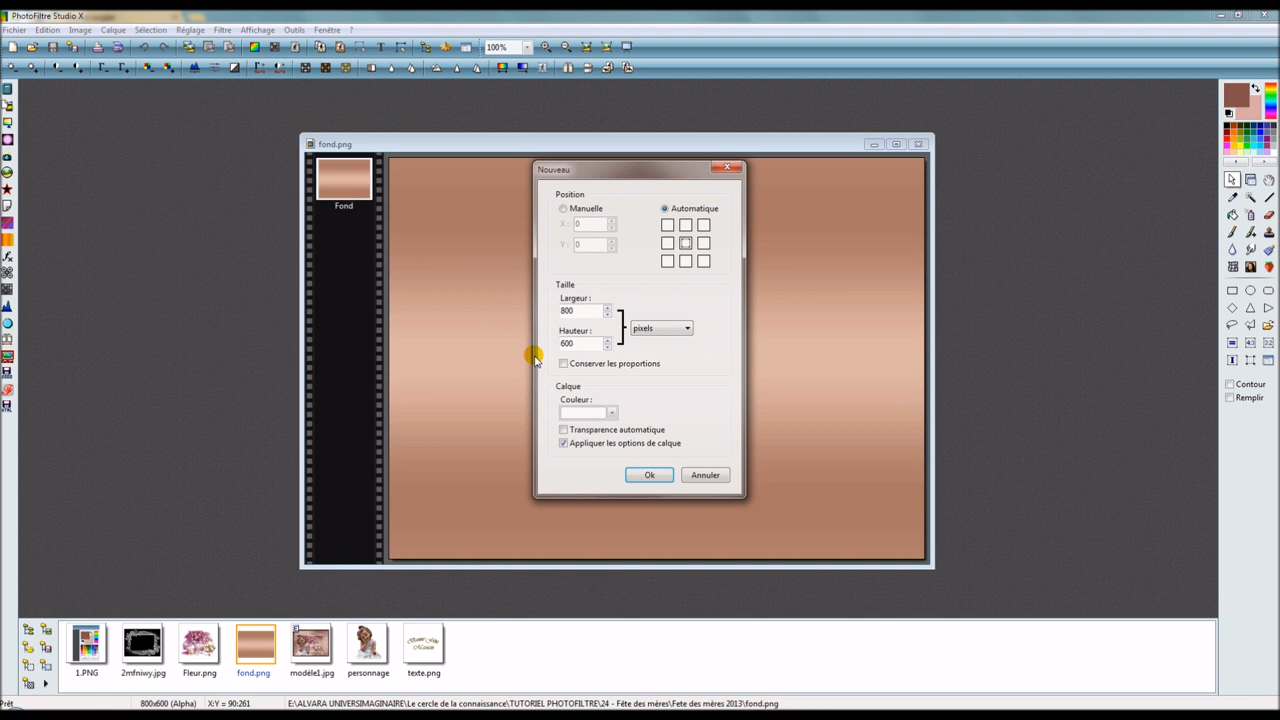 PhotoFiltre Studio X
Fichier Edition Image Calque Sélection Réglage Filtre Affichage Outils Fenêtre ?
100%
fond.png
Fond
Nouveau
Position
Manuelle
Automatique
X : 0
Y : 0
Taille
Largeur :
800
pixels
Hauteur :
600
Conserver les proportions
Calque
Couleur :
Transparence automatique
Appliquer les options de calque
Ok Annuler
Contour
Remplir
1.PNG 2mfniwy.jpg Fleur.png fond.png modèle1.jpg personnage texte.png
Prêt 800x600 (Alpha) X:Y = 90:261 E:\ALVARA UNIVERSIMAGINAIRE\Le cercle de la connaissance\TUTORIEL PHOTOFILTRE\24 - Fête des mères\Fete des mères 2013\fond.png